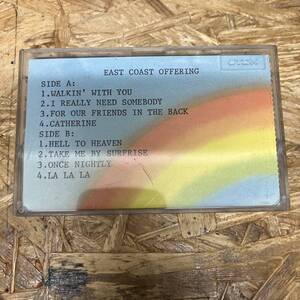 EAST COAST OFFERING
SIDE A:
1.WALKIN' WITH YOU
2.I REALLY NEED SOMEBODY
3.FOR OUR FRIENDS IN THE BACK
4.CATHERINE
SIDE B:
1.HELL TO HEAVEN
2.TAKE ME BY SURPRISE
3.ONCE NIGHTLY
4.LA LA LA